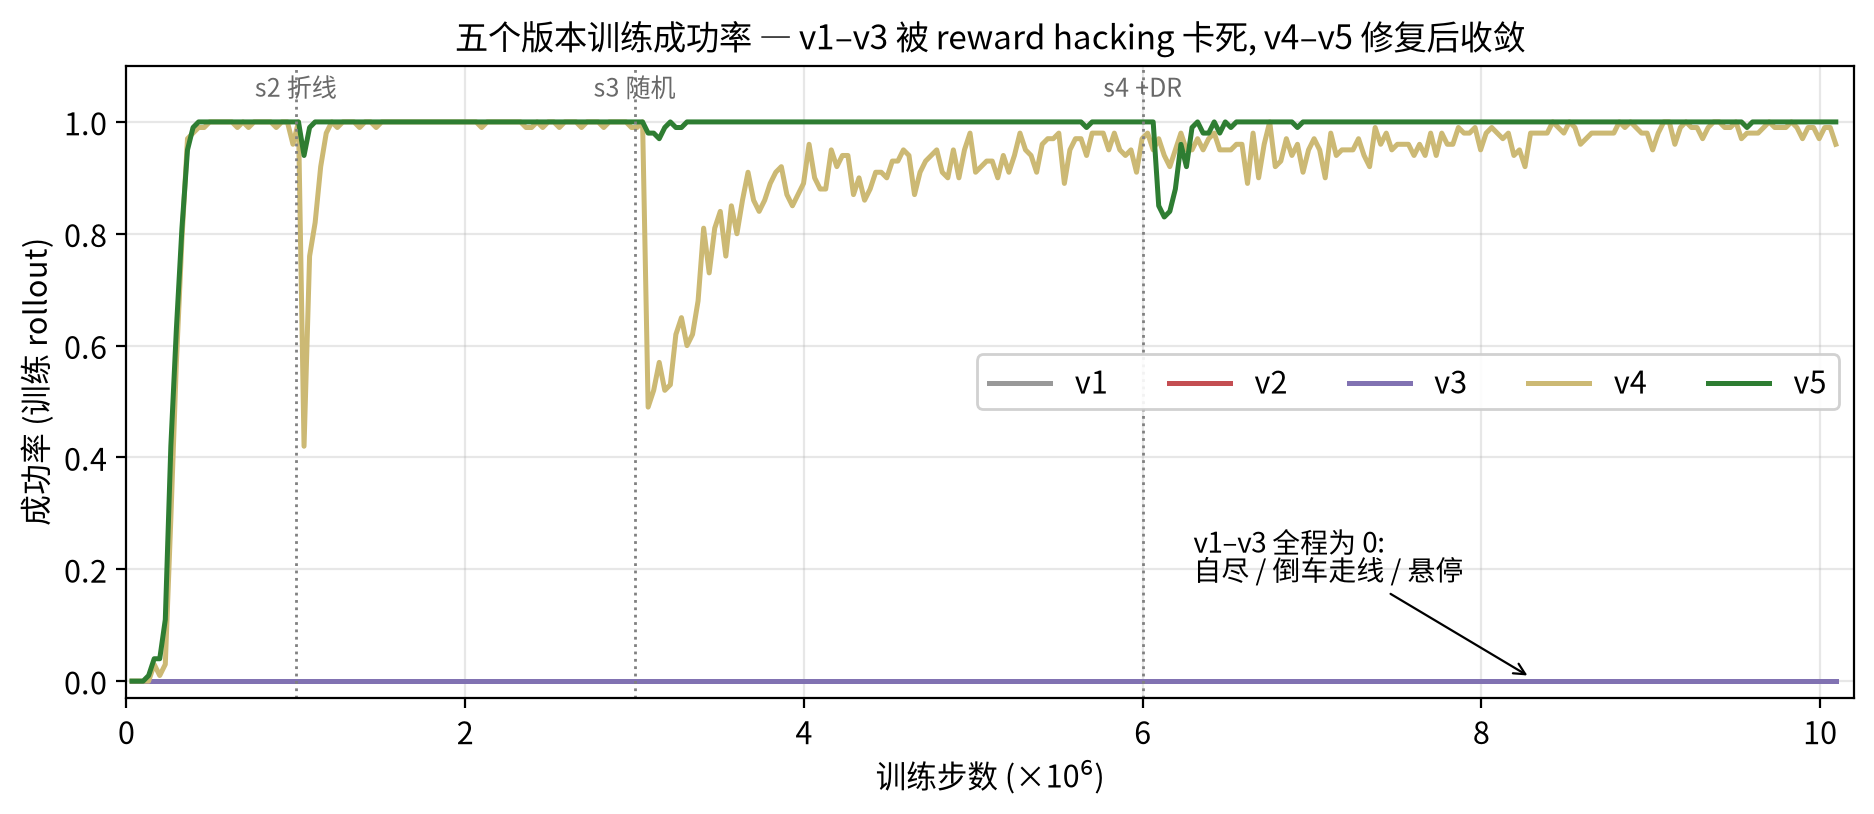 五个版本训练成功率 — v1–v3 被 reward hacking 卡死, v4–v5 修复后收敛
s2 折线
s3 随机
s4 +DR
成功率 (训练 rollout)
1.0
0.8
0.6
0.4
0.2
0.0
v1
v2
v3
v4
v5
v1–v3 全程为 0:
自尽 / 倒车走线 / 悬停
0
2
4
6
8
10
训练步数 (×10⁶)